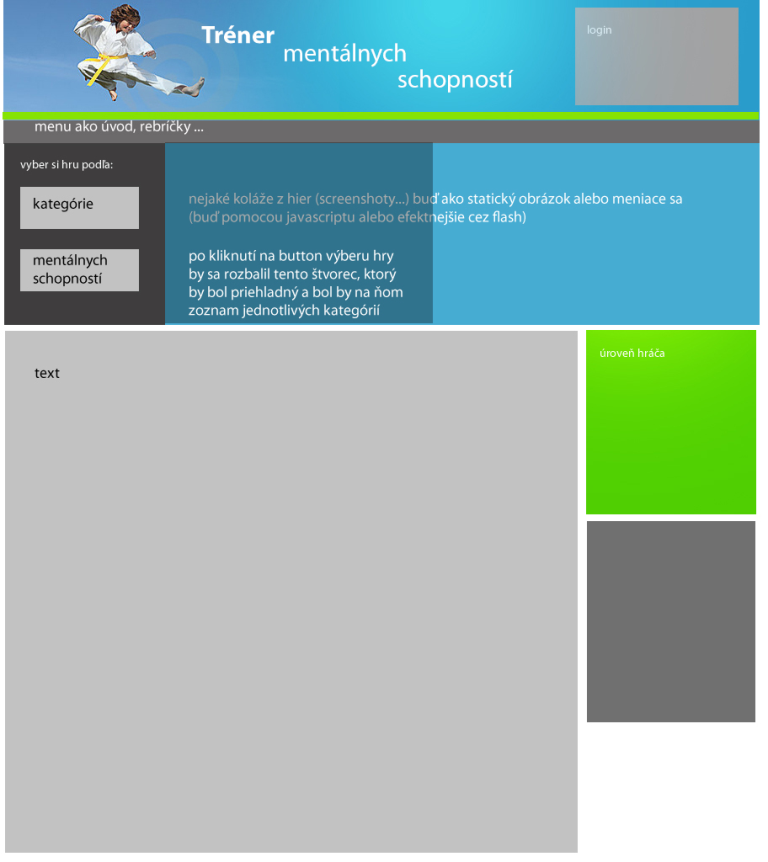 Tréner
mentálnych
schopností
login
menu ako úvod, rebríčky ...
vyber si hru podľa:
kategórie
mentálnych
schopností
nejaké koláže z hier (screenshoty...) buď ako statický obrázok alebo meniace sa
(buď pomocou javascriptu alebo efektnejšie cez flash)
po kliknutí na button výberu hry
by sa rozbalil tento štvorec, ktorý
by bol priehladný a bol by na ňom
zoznam jednotlivých kategórií
text
úroveň hráča